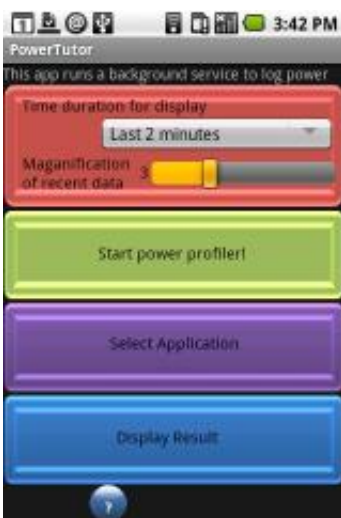 3:42 PM
PowerTutor
This app runs a background service to log power
Time duration for display
Last 2 minutes
Maganification 3
of recent data
Start power profiler!
Select Application
Display Result
?